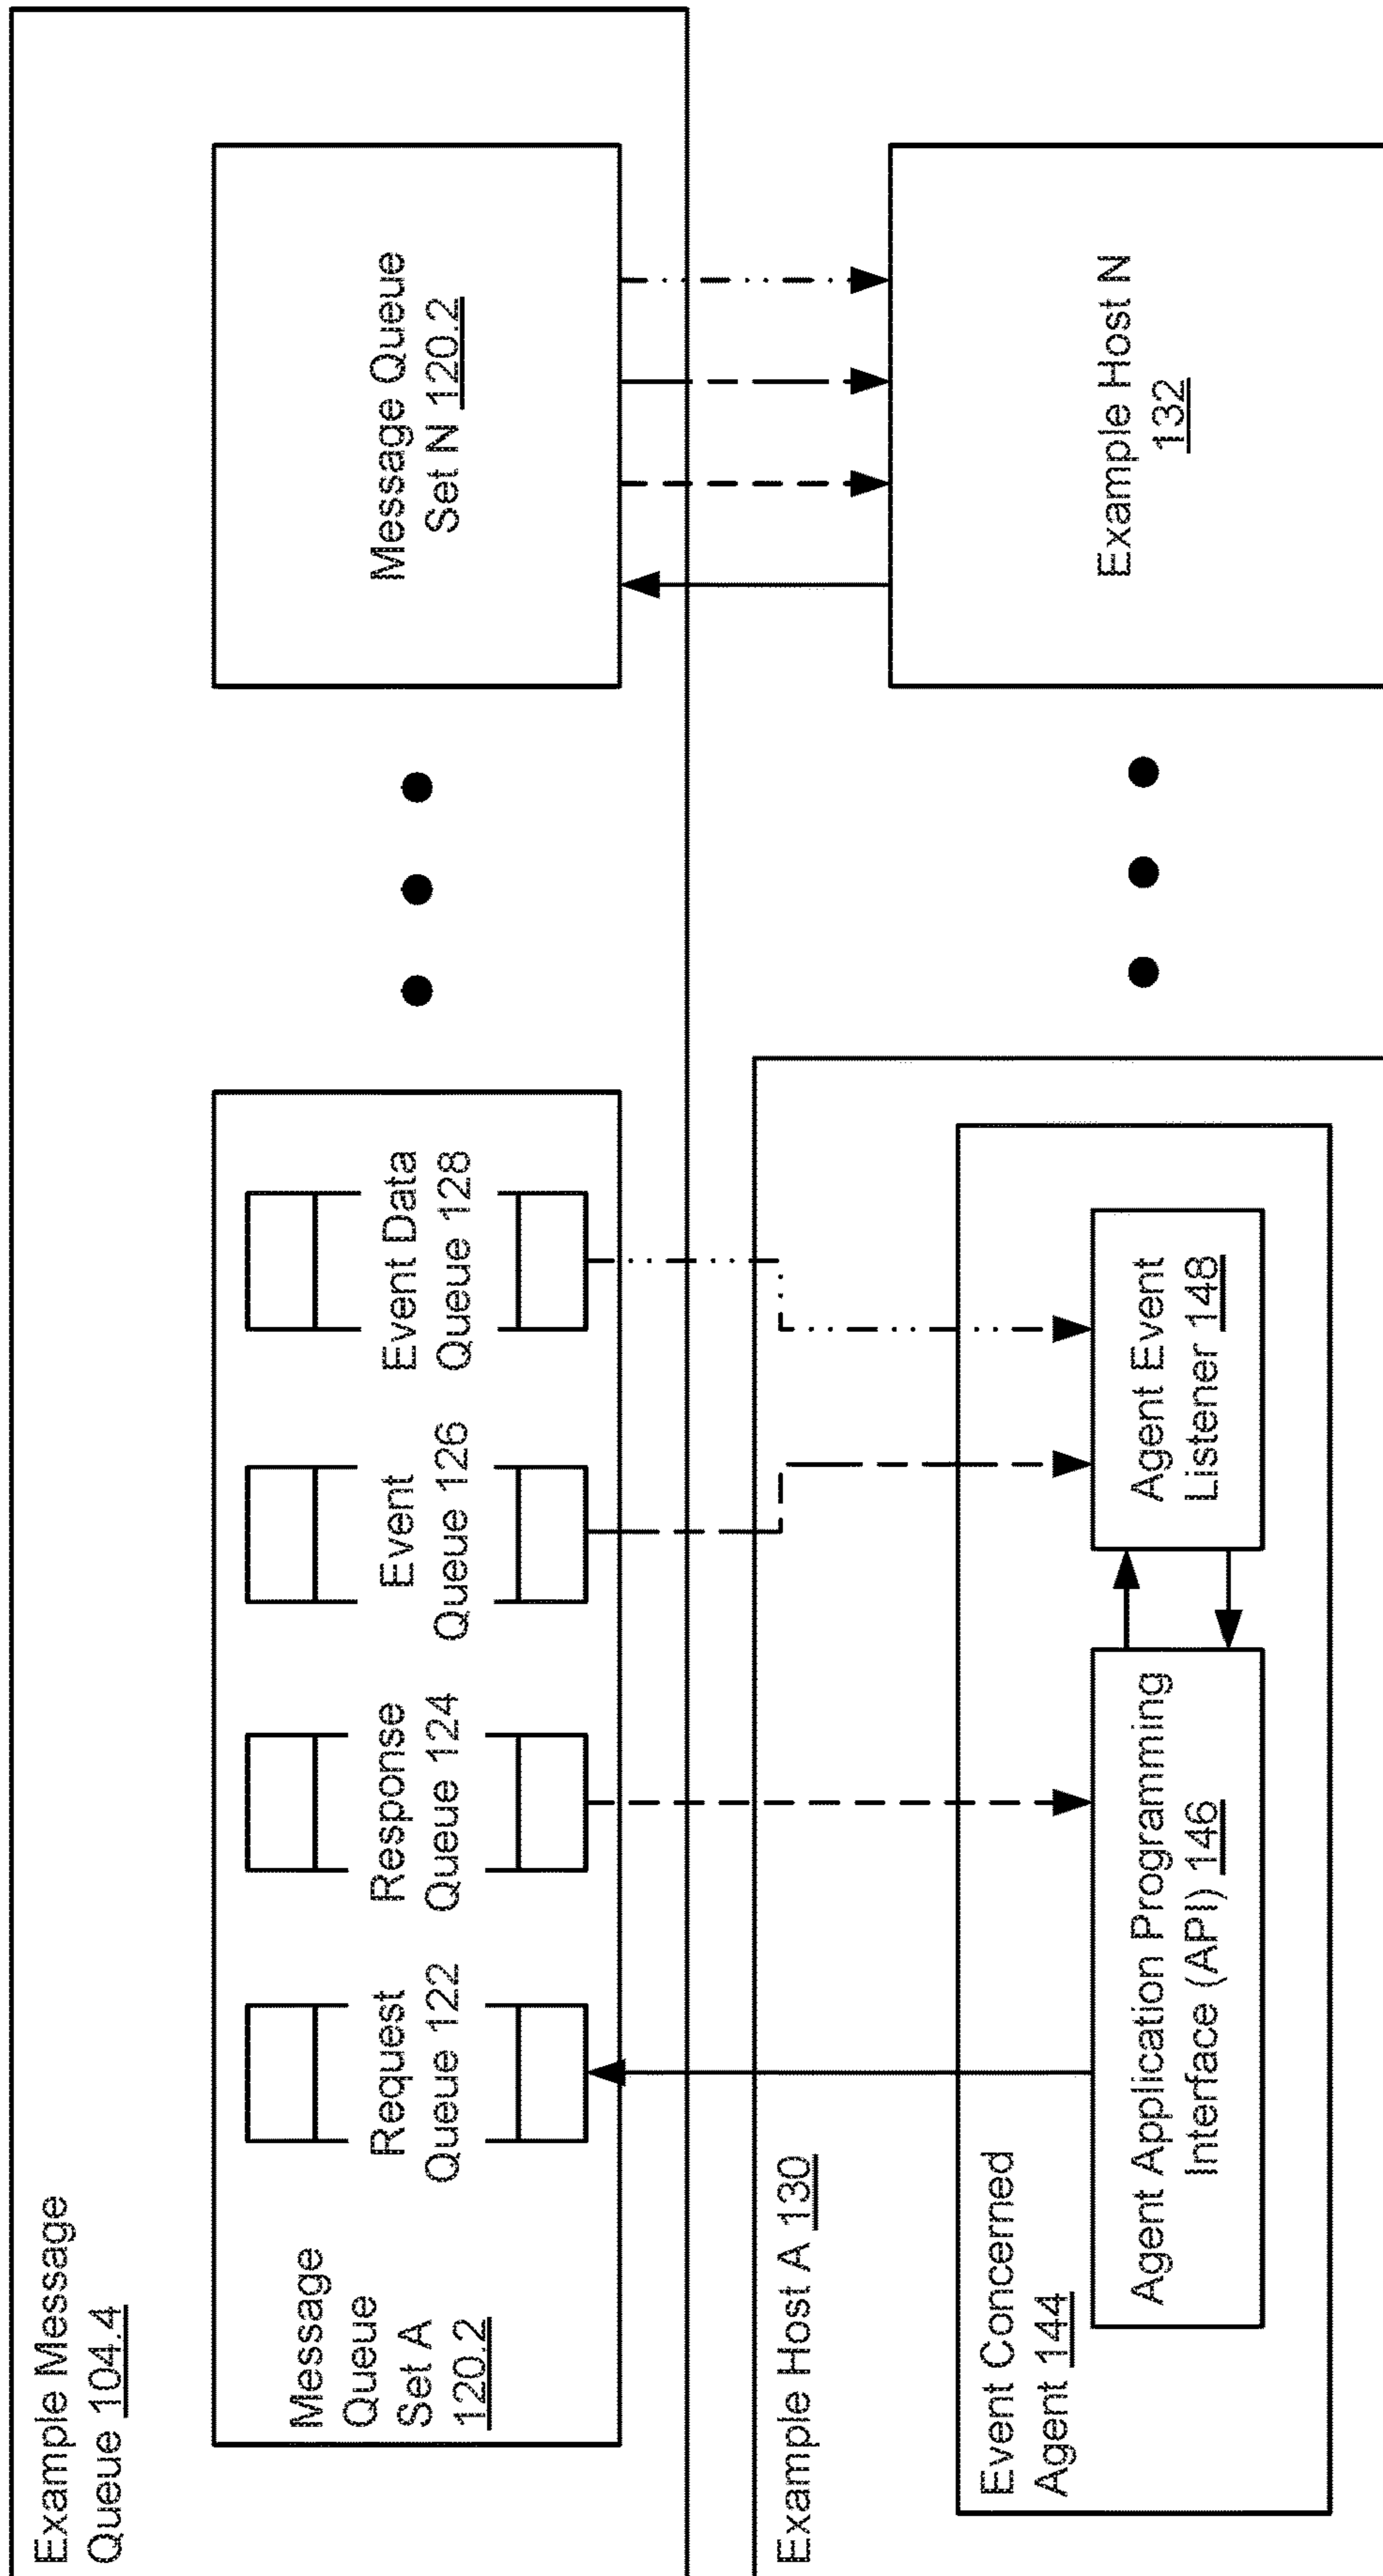 Example Message
Queue 104.4
Message
Queue
Set A
120.2
Request
Queue 122
Response
Queue 124
Event
Queue 126
Event Data
Queue 128
Message Queue
Set N 120.2
Example Host A 130
Event Concerned
Agent 144
Agent Application Programming
Interface (API) 146
Agent Event
Listener 148
Example Host N
132